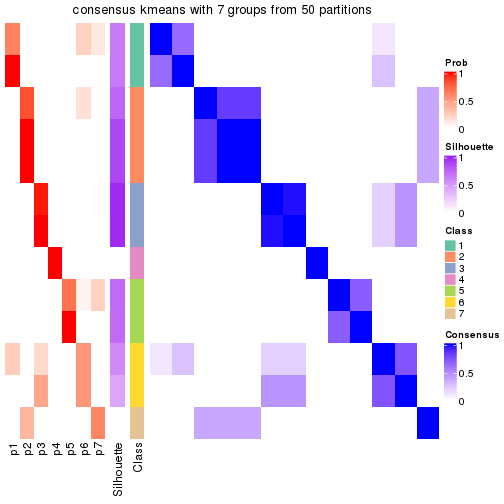 consensus kmeans with 7 groups from 50 partitions
Prob
1
0.5
0
Silhouette
1
0.5
0
Class
1
2
3
4
5
6
7
Consensus
1
0.5
0
p1
p2
p3
p4
p5
p6
p7
Silhouette
Class